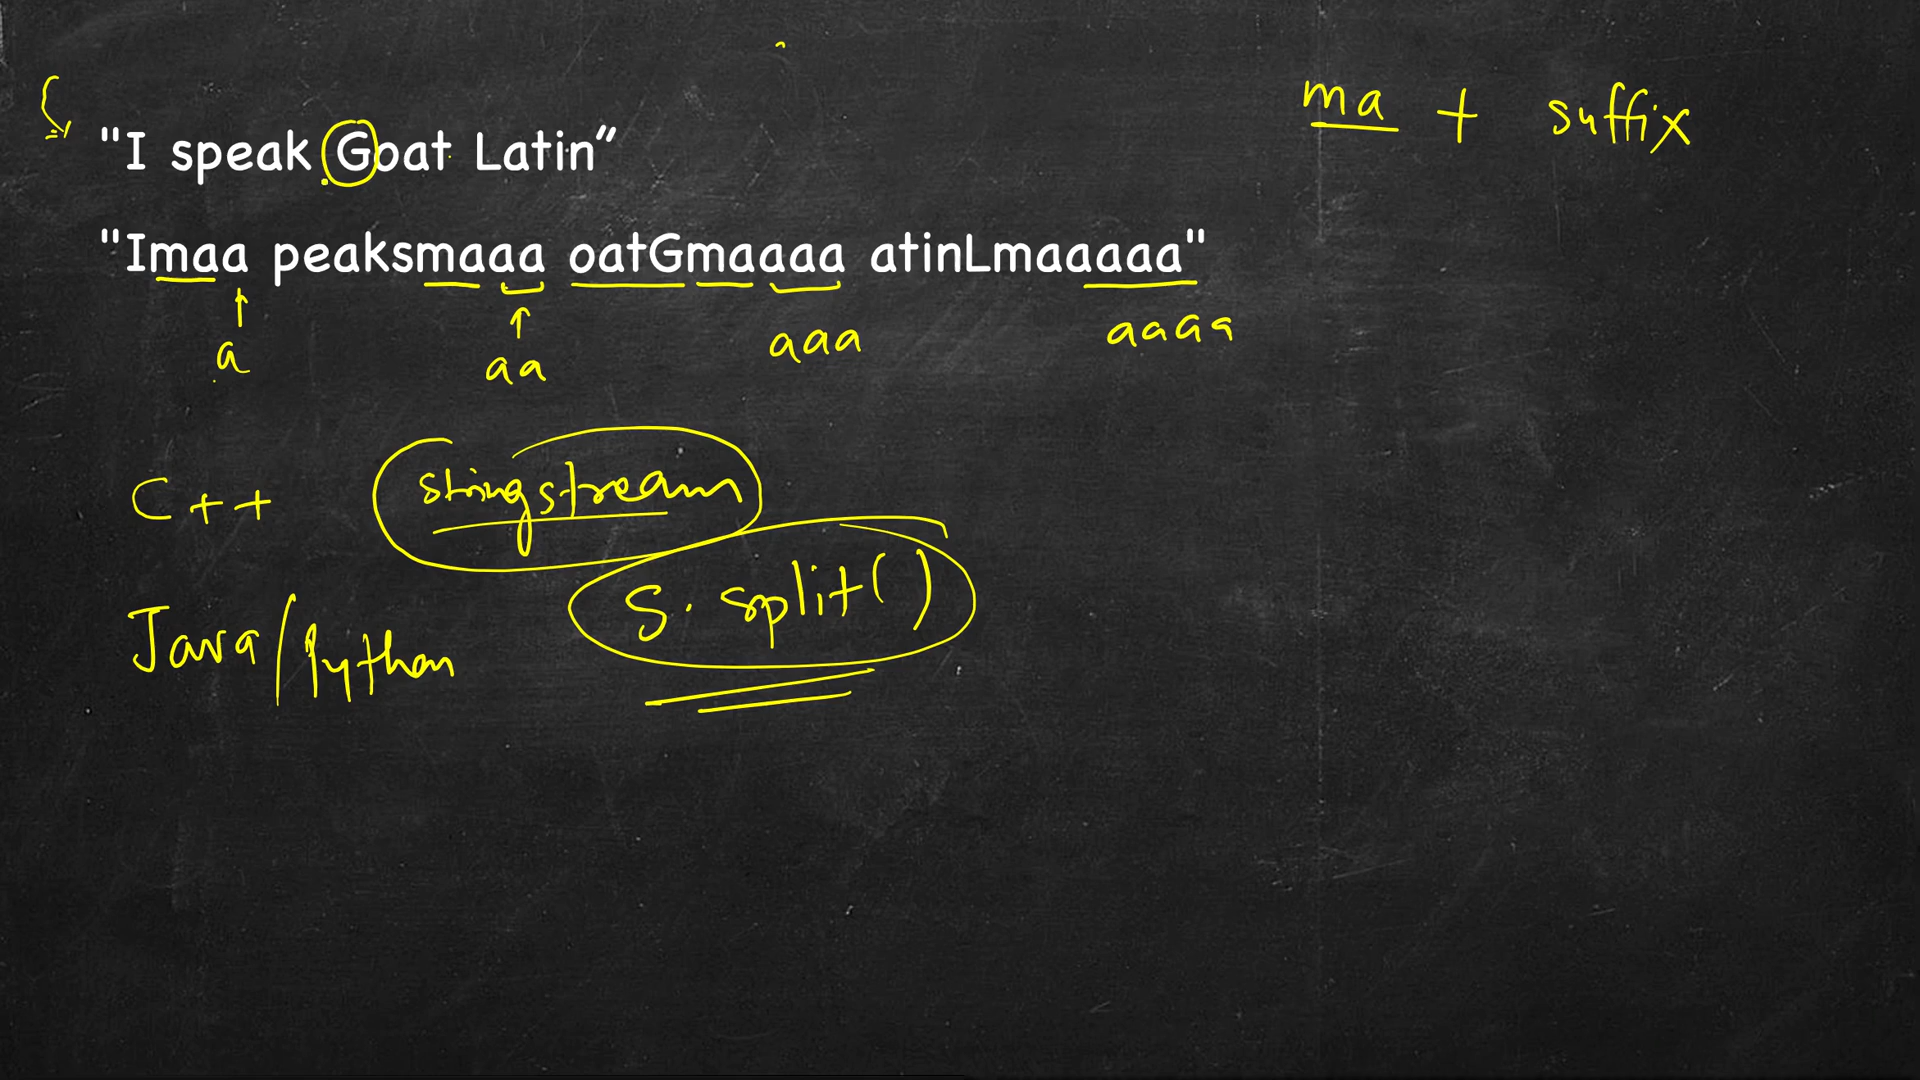 ma + suffix
"I speak Goat Latin”
"Imaa peaksmaaa oatGmaaaa atinLmaaaaa"
a aa aaa aaaa
C++ stringstream
S. split()
Java/Python